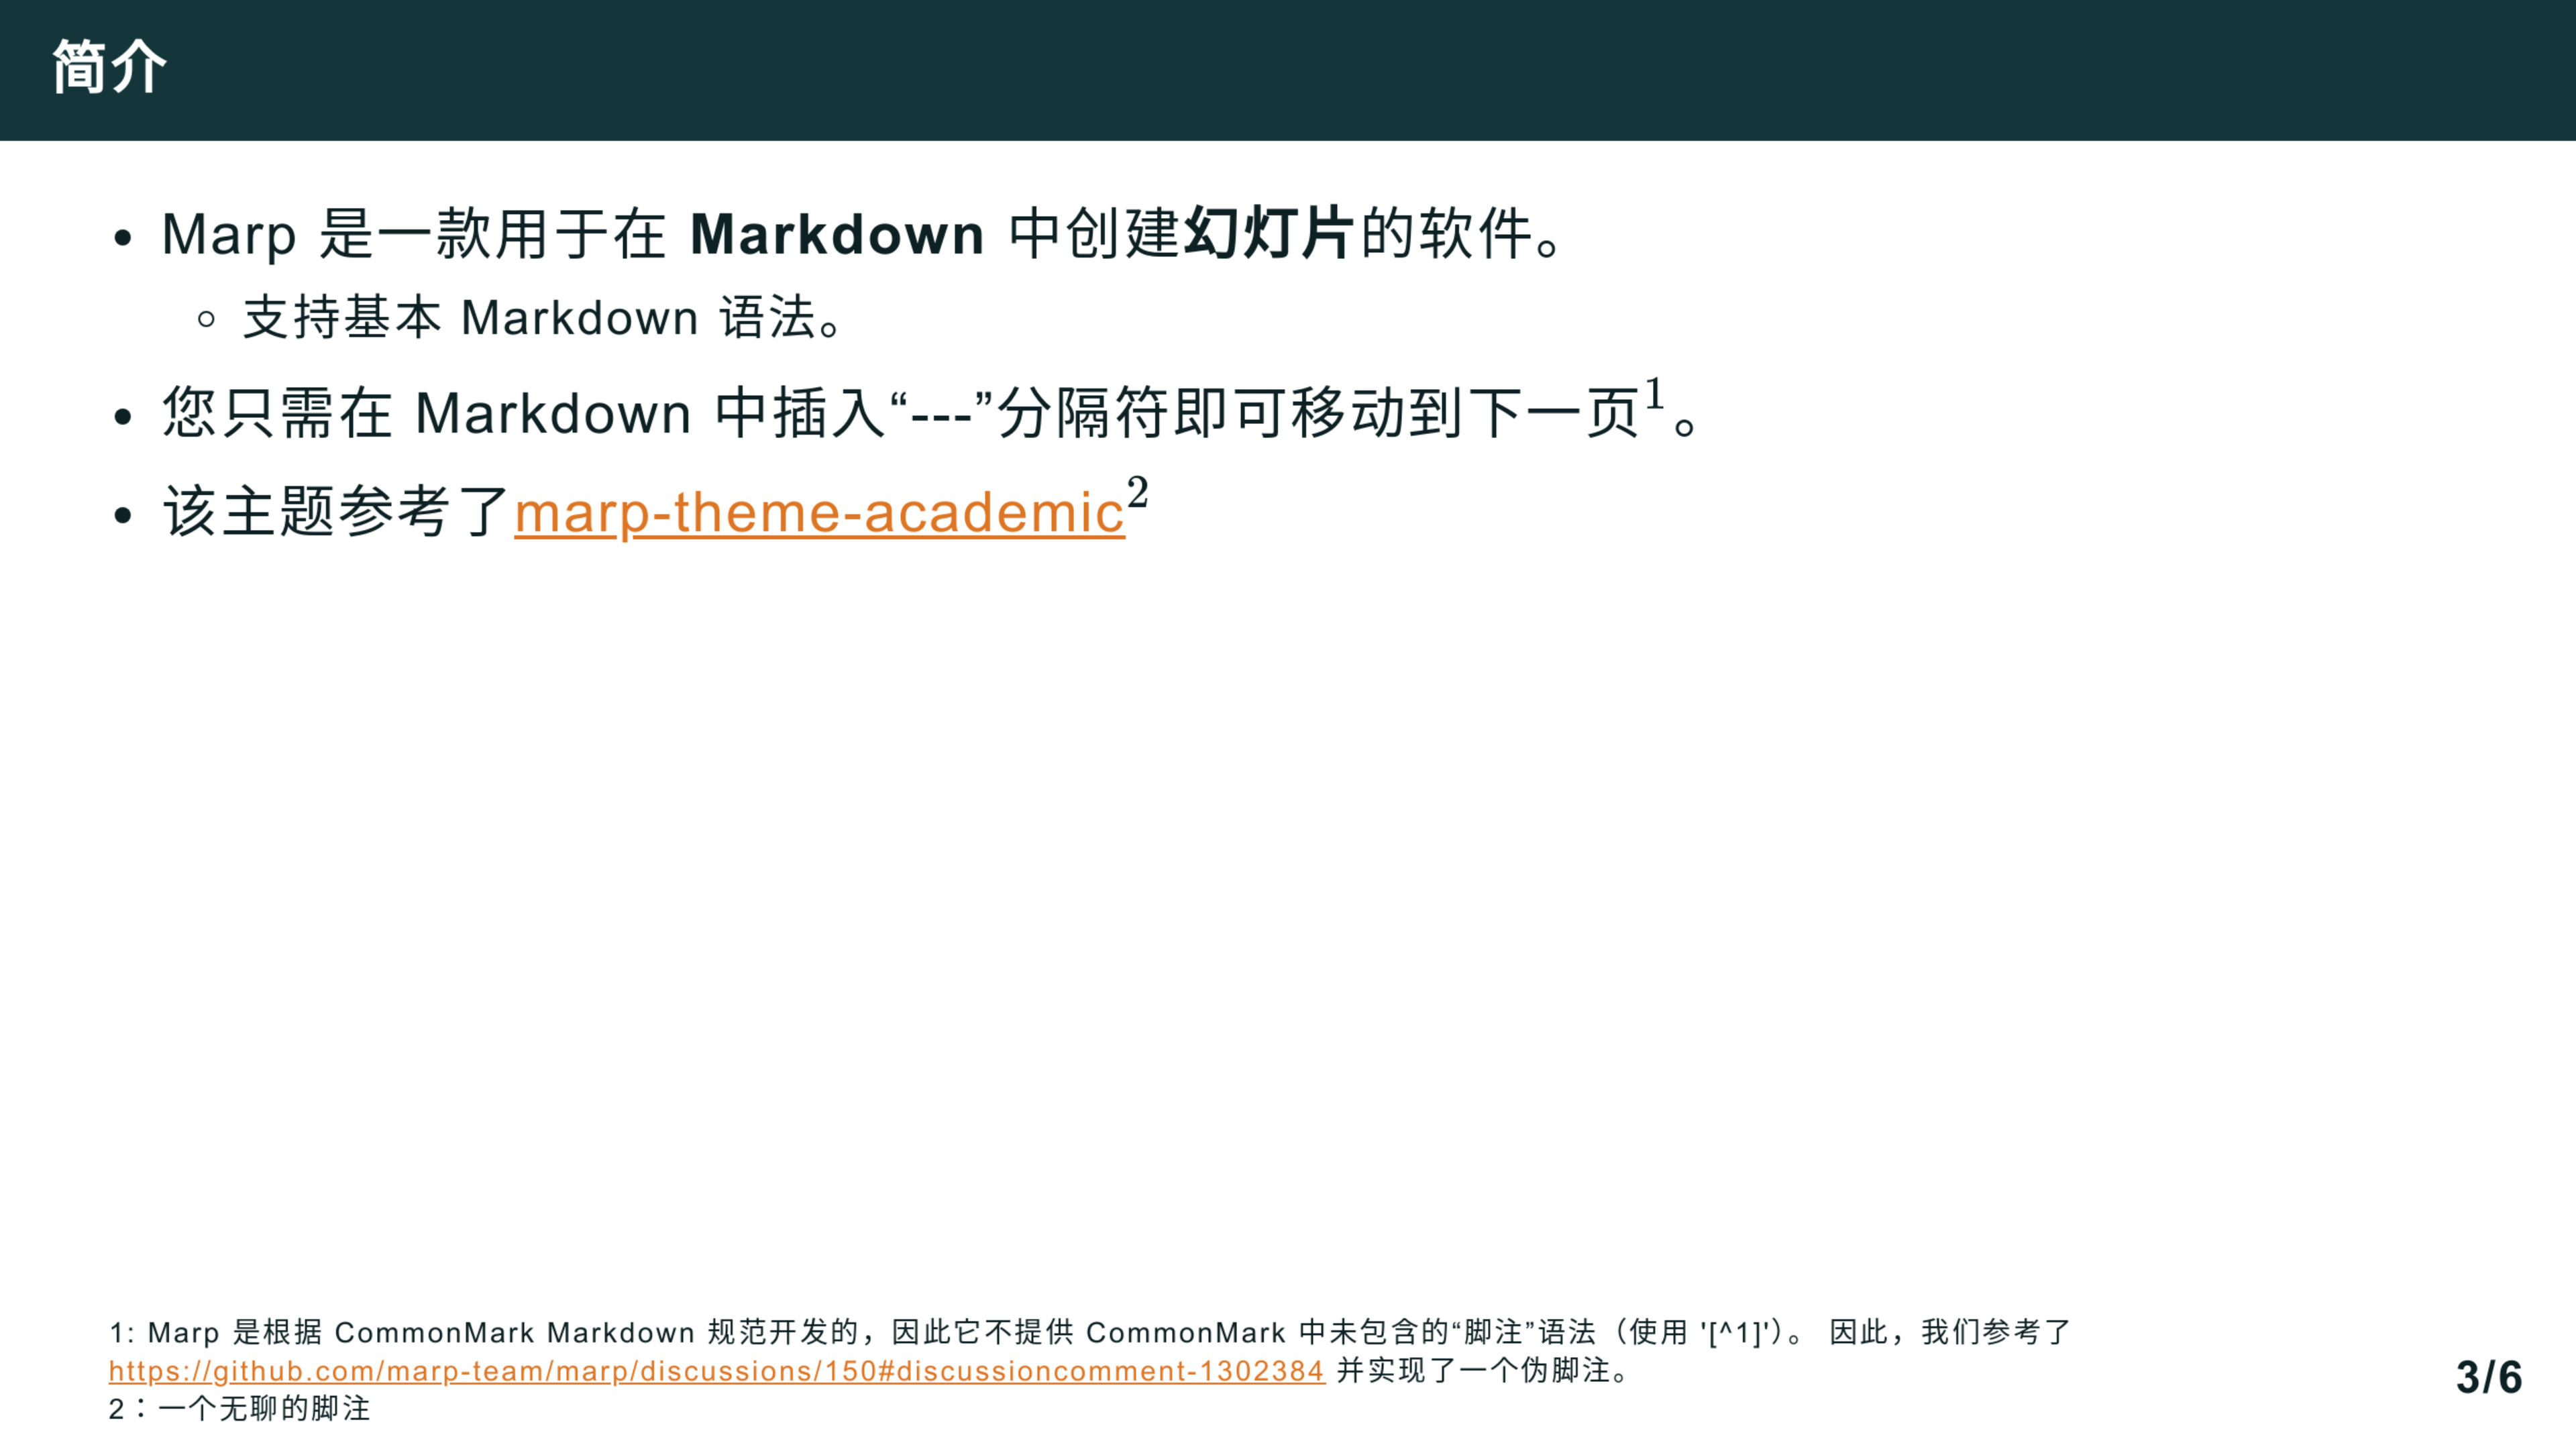 简介
• Marp 是一款用于在 Markdown 中创建幻灯片的软件。
◦ 支持基本 Markdown 语法。
• 您只需在 Markdown 中插入“---”分隔符即可移动到下一页¹。
• 该主题参考了marp-theme-academic²
1: Marp 是根据 CommonMark Markdown 规范开发的，因此它不提供 CommonMark 中未包含的“脚注”语法（使用 '[^1]'）。 因此，我们参考了
https://github.com/marp-team/marp/discussions/150#discussioncomment-1302384 并实现了一个伪脚注。
2：一个无聊的脚注
3/6